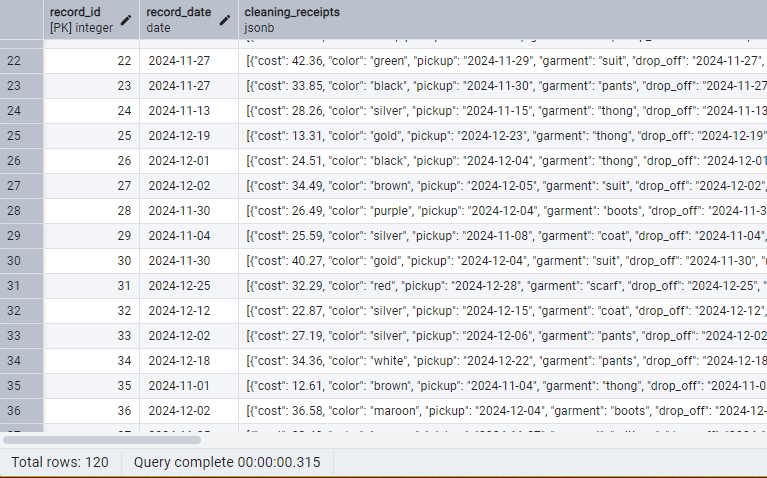 record_id record_date cleaning_receipts
[PK] integer date jsonb
22 22 2024-11-27 [{"cost": 42.36, "color": "green", "pickup": "2024-11-29", "garment": "suit", "drop_off": "2024-11-27",
23 23 2024-11-27 [{"cost": 33.85, "color": "black", "pickup": "2024-11-30", "garment": "pants", "drop_off": "2024-11-27
24 24 2024-11-13 [{"cost": 28.26, "color": "silver", "pickup": "2024-11-15", "garment": "thong", "drop_off": "2024-11-13
25 25 2024-12-19 [{"cost": 13.31, "color": "gold", "pickup": "2024-12-23", "garment": "thong", "drop_off": "2024-12-19"
26 26 2024-12-01 [{"cost": 24.51, "color": "black", "pickup": "2024-12-04", "garment": "thong", "drop_off": "2024-12-01
27 27 2024-12-02 [{"cost": 34.49, "color": "brown", "pickup": "2024-12-05", "garment": "suit", "drop_off": "2024-12-02",
28 28 2024-11-30 [{"cost": 26.49, "color": "purple", "pickup": "2024-12-04", "garment": "boots", "drop_off": "2024-11-3
29 29 2024-11-04 [{"cost": 25.59, "color": "silver", "pickup": "2024-11-08", "garment": "coat", "drop_off": "2024-11-04",
30 30 2024-11-30 [{"cost": 40.27, "color": "gold", "pickup": "2024-12-04", "garment": "suit", "drop_off": "2024-11-30", "
31 31 2024-12-25 [{"cost": 32.29, "color": "red", "pickup": "2024-12-28", "garment": "scarf", "drop_off": "2024-12-25", "
32 32 2024-12-12 [{"cost": 22.87, "color": "silver", "pickup": "2024-12-15", "garment": "coat", "drop_off": "2024-12-12",
33 33 2024-12-02 [{"cost": 27.19, "color": "silver", "pickup": "2024-12-06", "garment": "pants", "drop_off": "2024-12-02
34 34 2024-12-18 [{"cost": 34.36, "color": "white", "pickup": "2024-12-22", "garment": "pants", "drop_off": "2024-12-18
35 35 2024-11-01 [{"cost": 12.61, "color": "brown", "pickup": "2024-11-04", "garment": "thong", "drop_off": "2024-11-0
36 36 2024-12-02 [{"cost": 36.58, "color": "maroon", "pickup": "2024-12-04", "garment": "boots", "drop_off": "2024-12-
Total rows: 120 Query complete 00:00:00.315